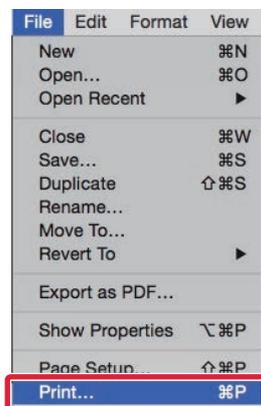 File Edit Format View
New ⌘N
Open... ⌘O
Open Recent ▶
Close ⌘W
Save... ⌘S
Duplicate ⇧⌘S
Rename...
Move To...
Revert To ▶
Export as PDF...
Show Properties ⌥⌘P
Page Setup... ⇧⌘P
Print... ⌘P